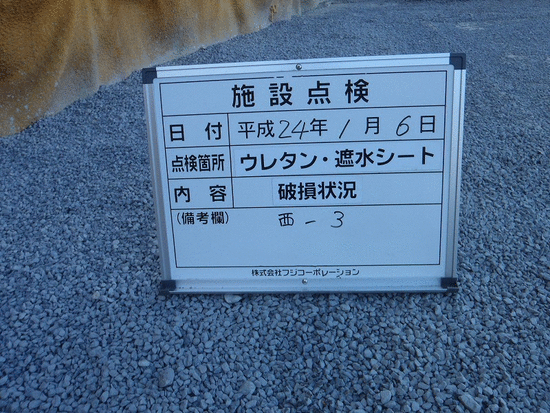 施設点検
日付 平成24年1月6日
点検箇所 ウレタン・遮水シート
内容 破損状況
(備考欄) 西-3
株式会社フジコーポレーション